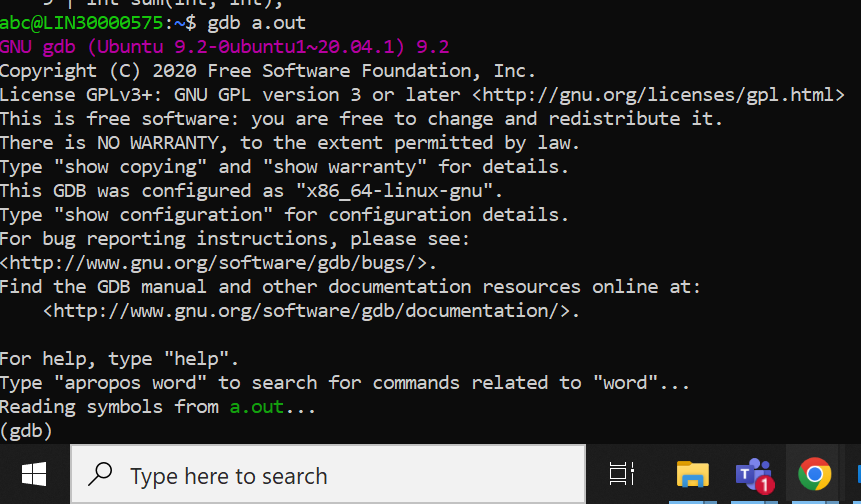 9 | int sum(int, int);
abc@LIN30000575:~$ gdb a.out
GNU gdb (Ubuntu 9.2-0ubuntu1~20.04.1) 9.2
Copyright (C) 2020 Free Software Foundation, Inc.
License GPLv3+: GNU GPL version 3 or later <http://gnu.org/licenses/gpl.html>
This is free software: you are free to change and redistribute it.
There is NO WARRANTY, to the extent permitted by law.
Type "show copying" and "show warranty" for details.
This GDB was configured as "x86_64-linux-gnu".
Type "show configuration" for configuration details.
For bug reporting instructions, please see:
<http://www.gnu.org/software/gdb/bugs/>.
Find the GDB manual and other documentation resources online at:
    <http://www.gnu.org/software/gdb/documentation/>.
For help, type "help".
Type "apropos word" to search for commands related to "word"...
Reading symbols from a.out...
(gdb)
Type here to search
T
1